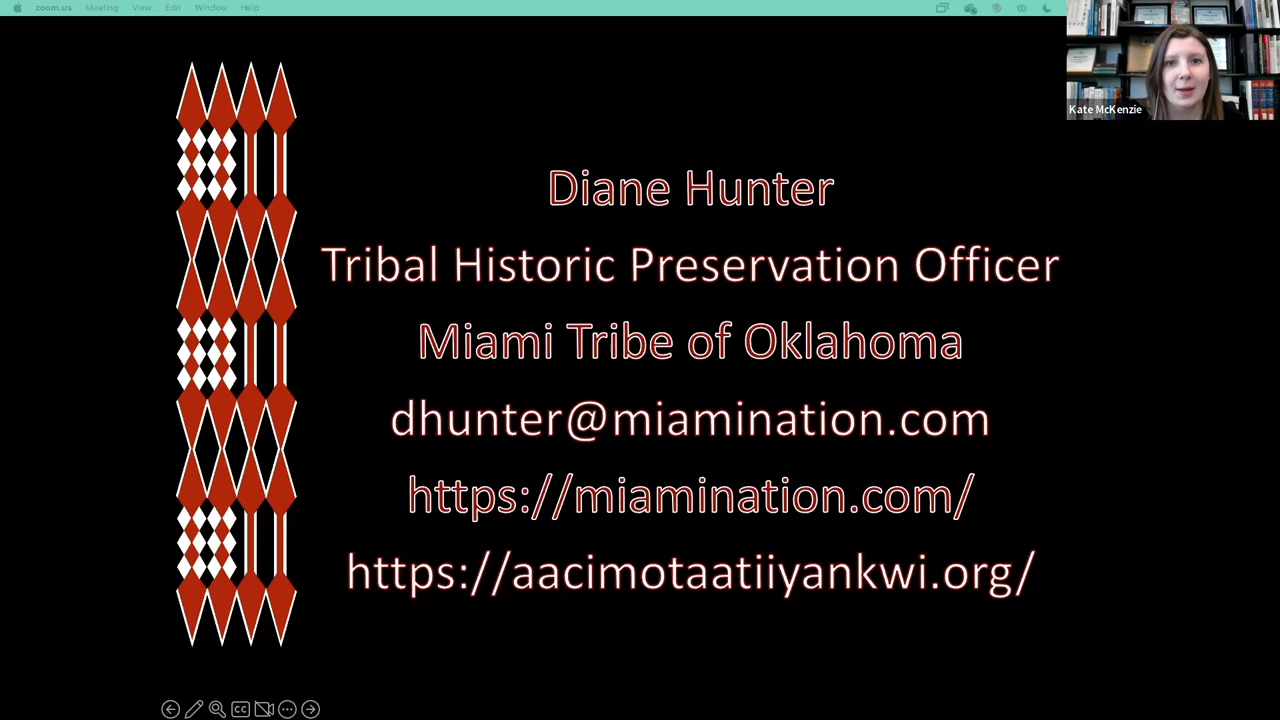 zoom.us Meeting View Edit Window Help
Kate McKenzie
Diane Hunter
Tribal Historic Preservation Officer
Miami Tribe of Oklahoma
dhunter@miamination.com
https://miamination.com/
https://aacimotaatiiyankwi.org/
CC